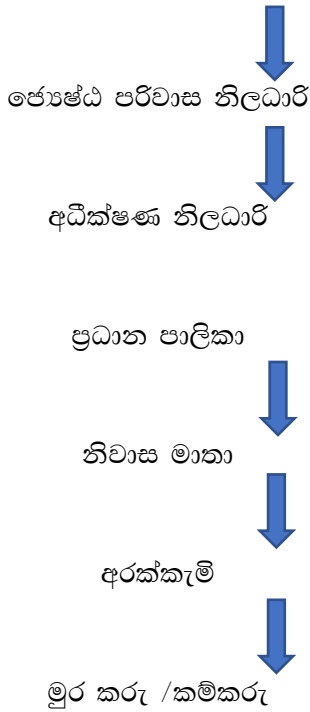 ජ්‍යෙෂ්ඨ පරිවාස නිලධාරි
අධීක්ෂණ නිලධාරි
ප්‍රධාන පාලිකා
නිවාස මාතා
අරක්කැමි
මුර කරු /කම්කරු